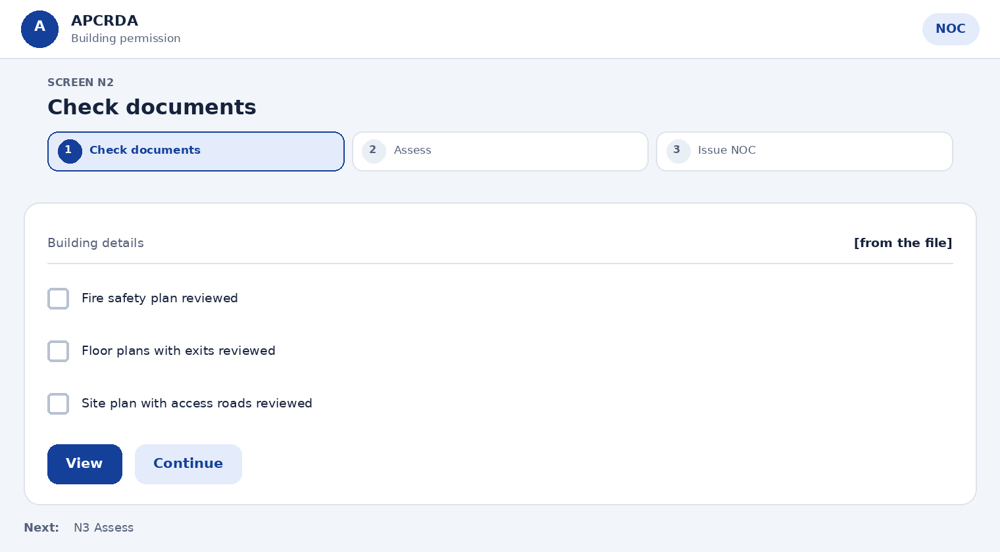 A
APCRDA
Building permission
NOC
SCREEN N2
Check documents
1 Check documents
2 Assess
3 Issue NOC
Building details [from the file]
Fire safety plan reviewed
Floor plans with exits reviewed
Site plan with access roads reviewed
View Continue
Next: N3 Assess